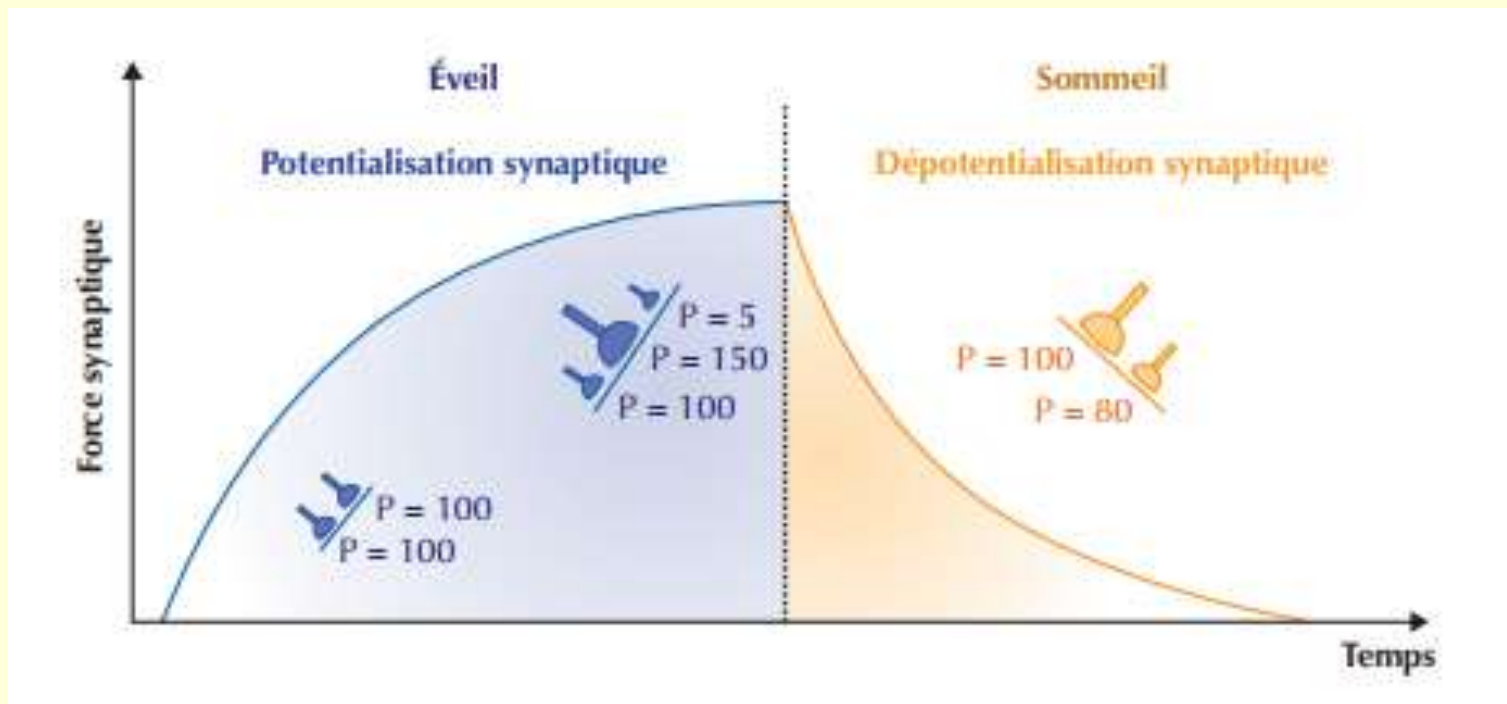 Éveil
Sommeil
Potentialisation synaptique
Dépotentialisation synaptique
Force synaptique
P = 5
P = 150
P = 100
P = 100
P = 80
P = 100
P = 100
Temps